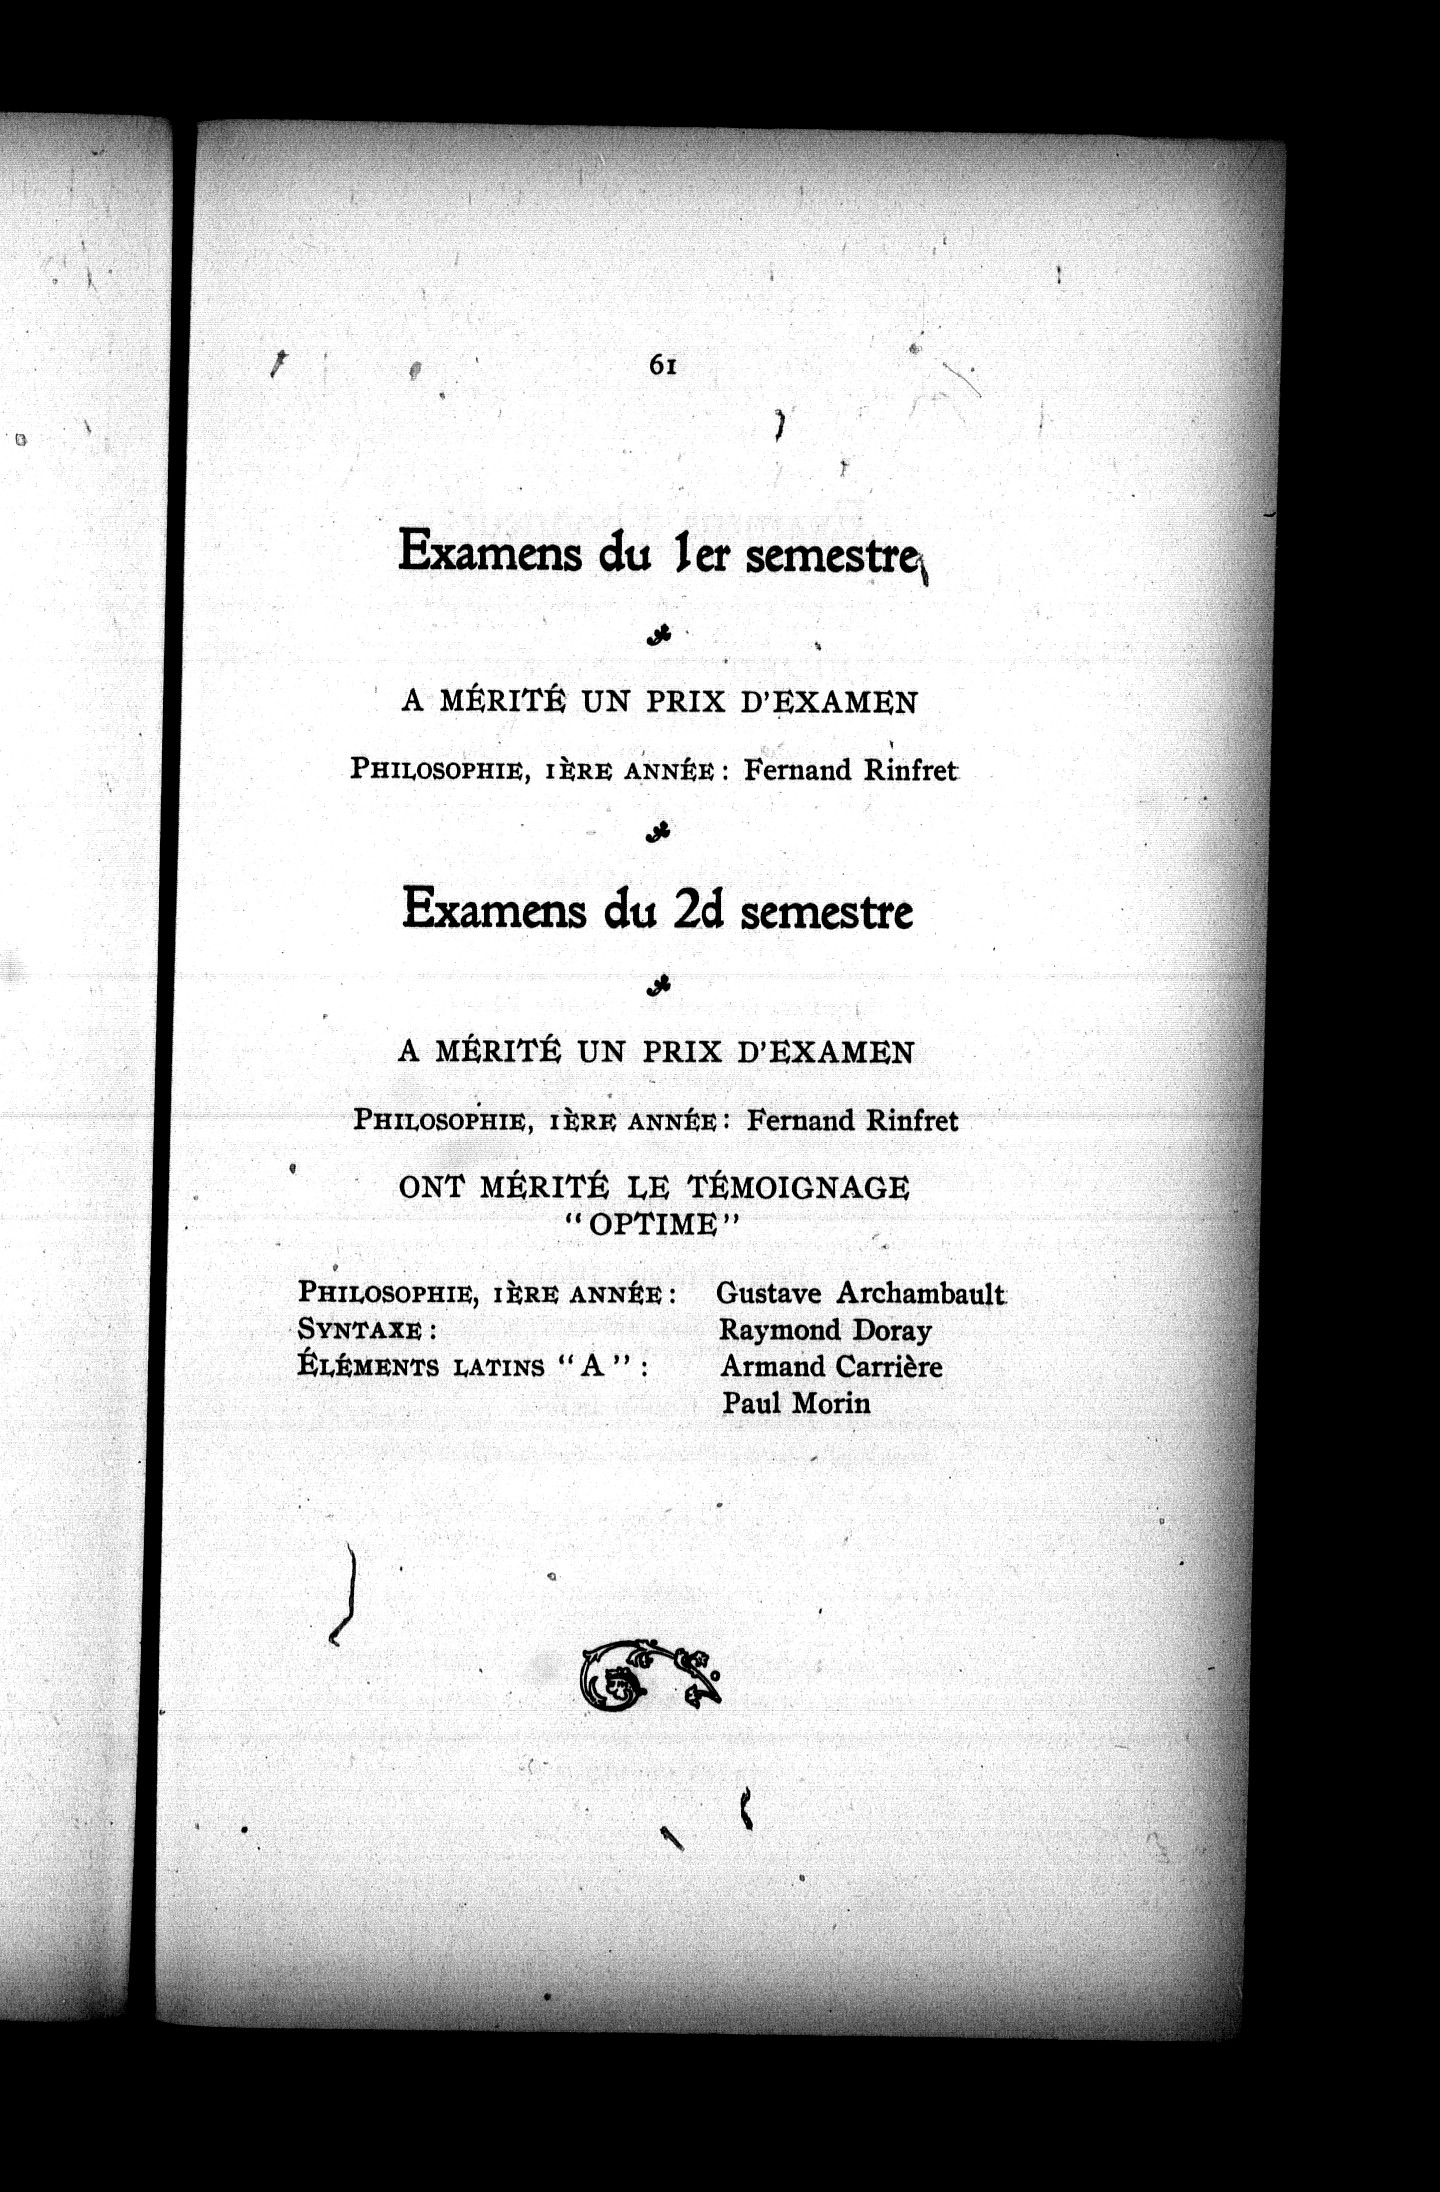 61
Examens du 1er semestre
A MÉRITÉ UN PRIX D'EXAMEN
PHILOSOPHIE, 1ÈRE ANNÉE : Fernand Rinfret
Examens du 2d semestre
A MÉRITÉ UN PRIX D'EXAMEN
PHILOSOPHIE, 1ÈRE ANNÉE : Fernand Rinfret
ONT MÉRITÉ LE TÉMOIGNAGE
“OPTIME”
PHILOSOPHIE, 1ÈRE ANNÉE : Gustave Archambault
SYNTAXE : Raymond Doray
ÉLÉMENTS LATINS “A” : Armand Carrière
Paul Morin